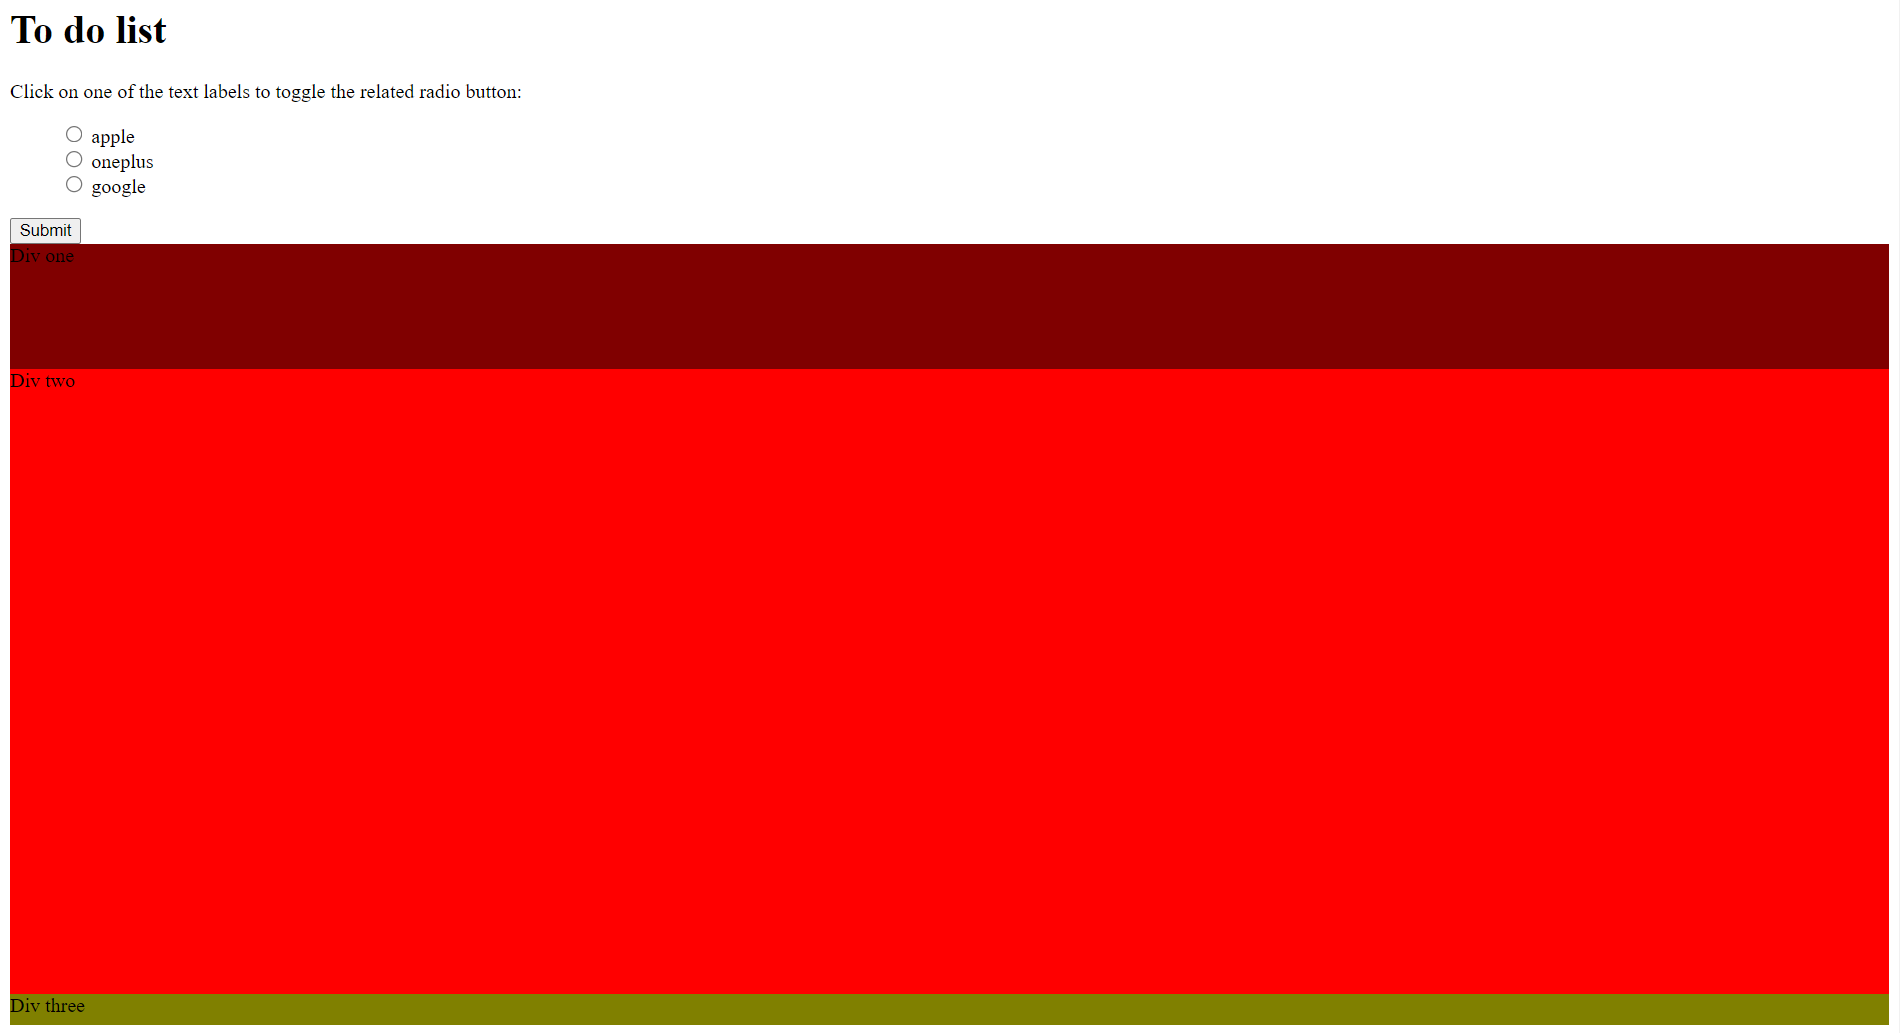 To do list
Click on one of the text labels to toggle the related radio button:
apple
oneplus
google
Submit
Div one
Div two
Div three